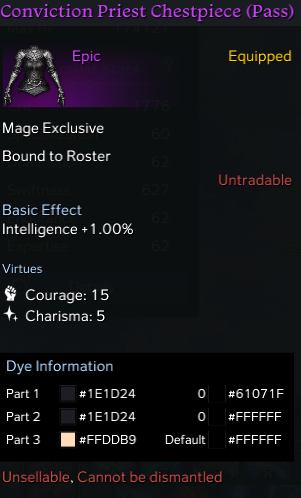 Conviction Priest Chestpiece (Pass)
Epic Equipped
Mage Exclusive
Bound to Roster
Untradable
Basic Effect
Intelligence +1.00%
Virtues
Courage: 15
Charisma: 5
Dye Information
Part 1 #1E1D24 0 #61071F
Part 2 #1E1D24 0 #FFFFFF
Part 3 #FFDDB9 Default #FFFFFF
Unsellable, Cannot be dismantled